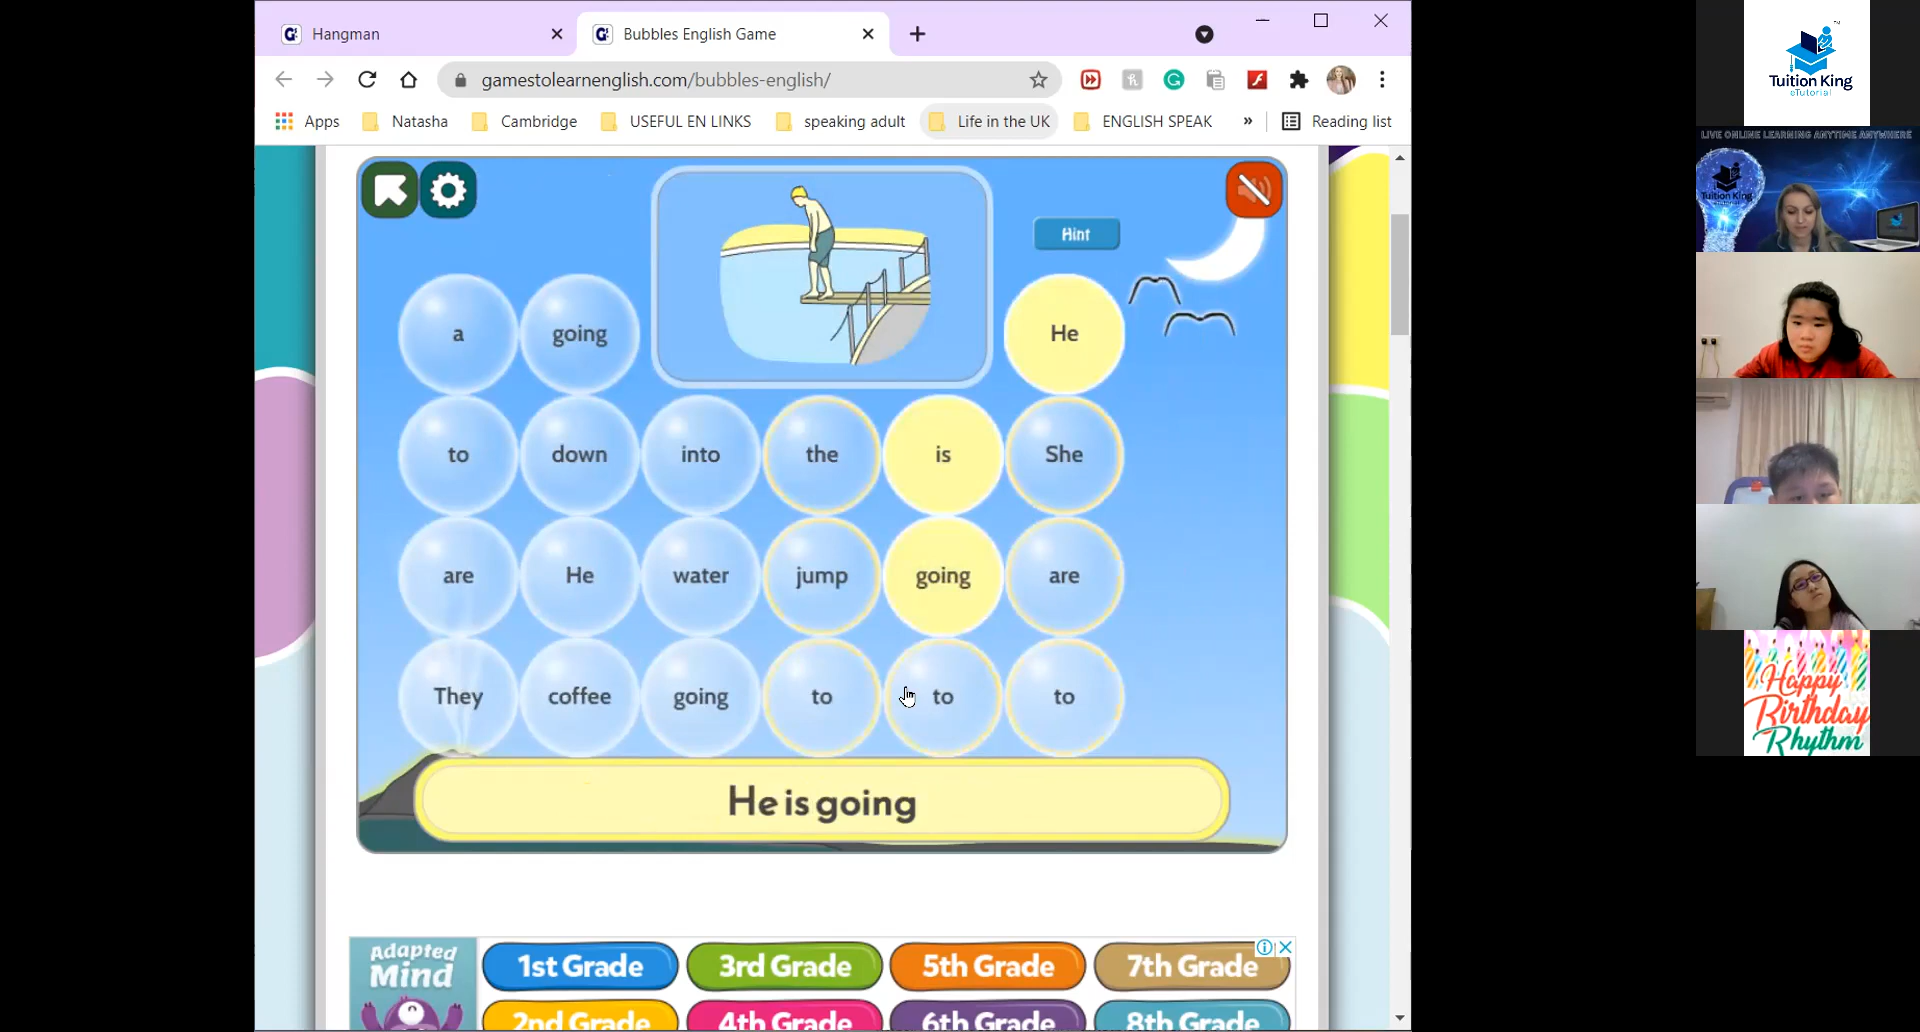 Hangman
Bubbles English Game
gamestolearnenglish.com/bubbles-english/
Apps Natasha Cambridge USEFUL EN LINKS speaking adult Life in the UK ENGLISH SPEAK » Reading list
Hint
a going He
to down into the is She
are He water jump going are
They coffee going to to to
He is going
Adapted Mind
1st Grade 3rd Grade 5th Grade 7th Grade
2nd Grade 4th Grade 6th Grade 8th Grade
Tuition King
eTutorial
LIVE ONLINE LEARNING ANYTIME ANYWHERE
Tuition King
Happy
Birthday
Rhythm